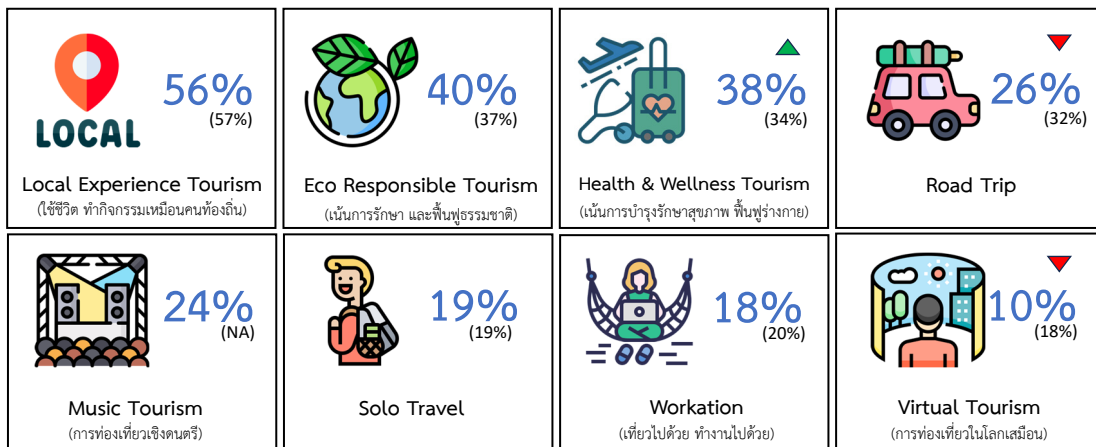 LOCAL
56%
(57%)
Local Experience Tourism
(ใช้ชีวิต ทำกิจกรรมเหมือนคนท้องถิ่น)
40%
(37%)
Eco Responsible Tourism
(เน้นการรักษา และฟื้นฟูธรรมชาติ)
38%
(34%)
Health & Wellness Tourism
(เน้นการบำรุงรักษาสุขภาพ ฟื้นฟูร่างกาย)
26%
(32%)
Road Trip
24%
(NA)
Music Tourism
(การท่องเที่ยวเชิงดนตรี)
19%
(19%)
Solo Travel
18%
(20%)
Workation
(เที่ยวไปด้วย ทำงานไปด้วย)
10%
(18%)
Virtual Tourism
(การท่องเที่ยวในโลกเสมือน)